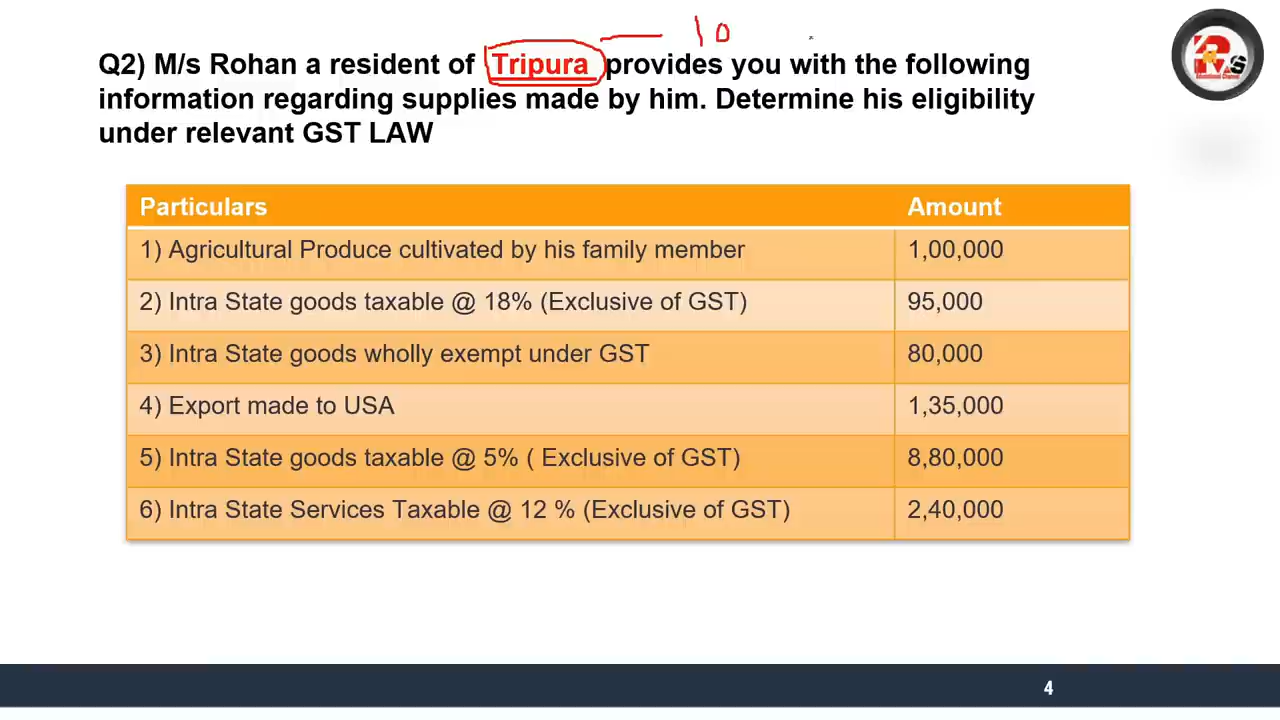 10
Q2) M/s Rohan a resident of Tripura provides you with the following
information regarding supplies made by him. Determine his eligibility
under relevant GST LAW
Particulars Amount
1) Agricultural Produce cultivated by his family member 1,00,000
2) Intra State goods taxable @ 18% (Exclusive of GST) 95,000
3) Intra State goods wholly exempt under GST 80,000
4) Export made to USA 1,35,000
5) Intra State goods taxable @ 5% ( Exclusive of GST) 8,80,000
6) Intra State Services Taxable @ 12 % (Exclusive of GST) 2,40,000
4